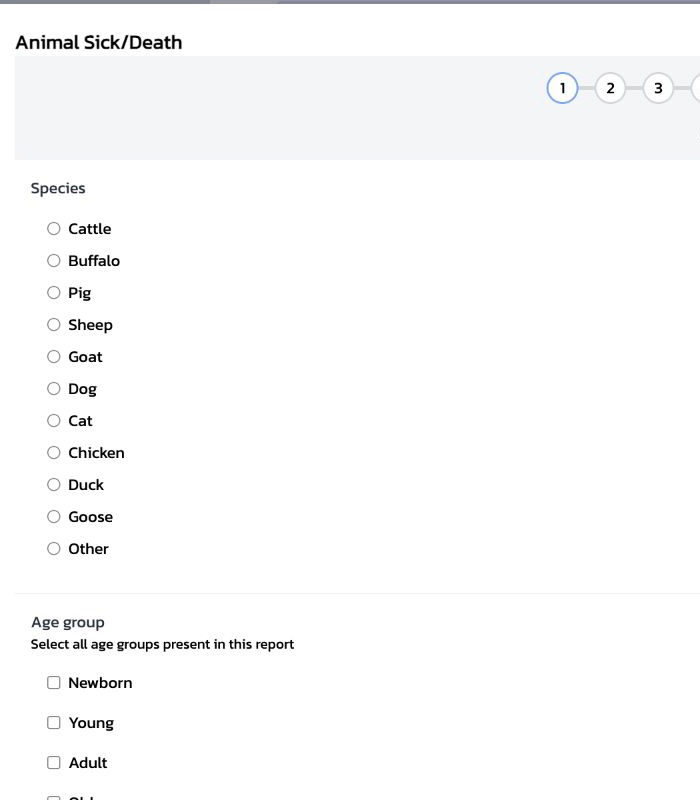 Animal Sick/Death
1 2 3
Species
Cattle
Buffalo
Pig
Sheep
Goat
Dog
Cat
Chicken
Duck
Goose
Other
Age group
Select all age groups present in this report
Newborn
Young
Adult